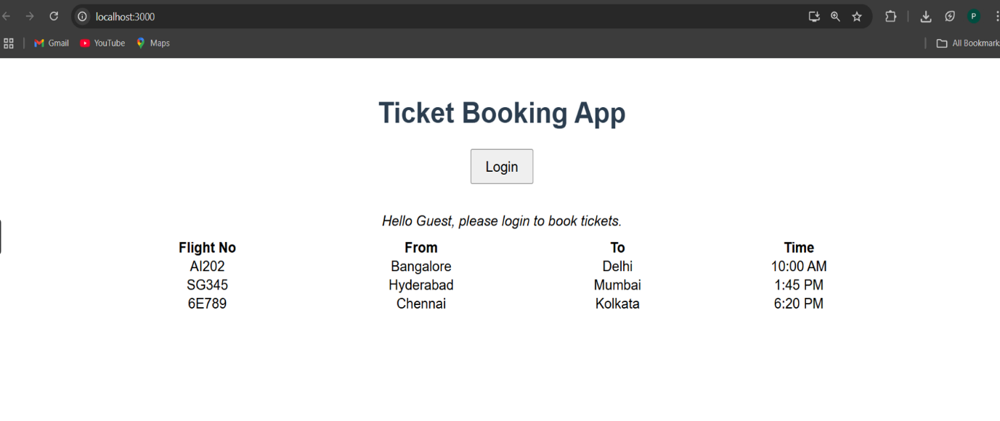 localhost:3000
P
Gmail YouTube Maps All Bookmark
Ticket Booking App
Login
Hello Guest, please login to book tickets.
Flight No From To Time
AI202 Bangalore Delhi 10:00 AM
SG345 Hyderabad Mumbai 1:45 PM
6E789 Chennai Kolkata 6:20 PM